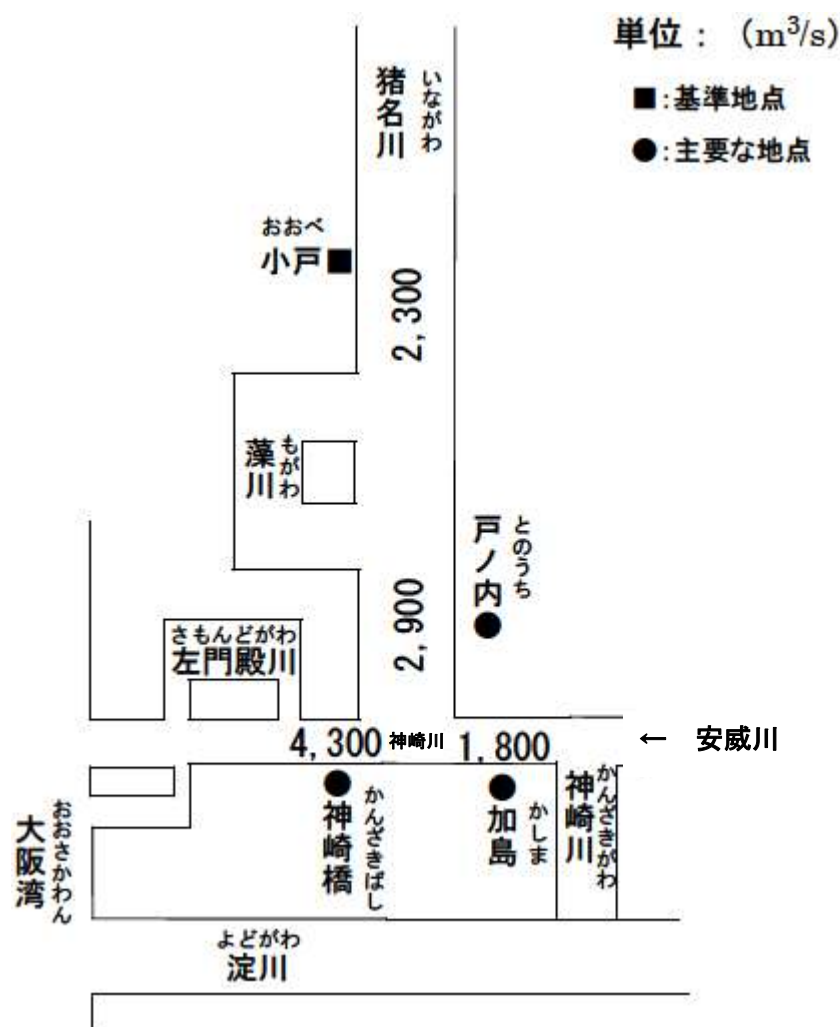 単位：（m³/s）
■：基準地点
●：主要な地点
猪名川
いながわ
おおべ
小戸■
2,300
藻川
もがわ
戸ノ内●
とのうち
2,900
さもんどがわ
左門殿川
4,300
神崎川
1,800
← 安威川
●神崎橋
かんざきばし
●加島
かしま
神崎川
かんざきがわ
大阪湾
おおさかわん
よどがわ
淀川